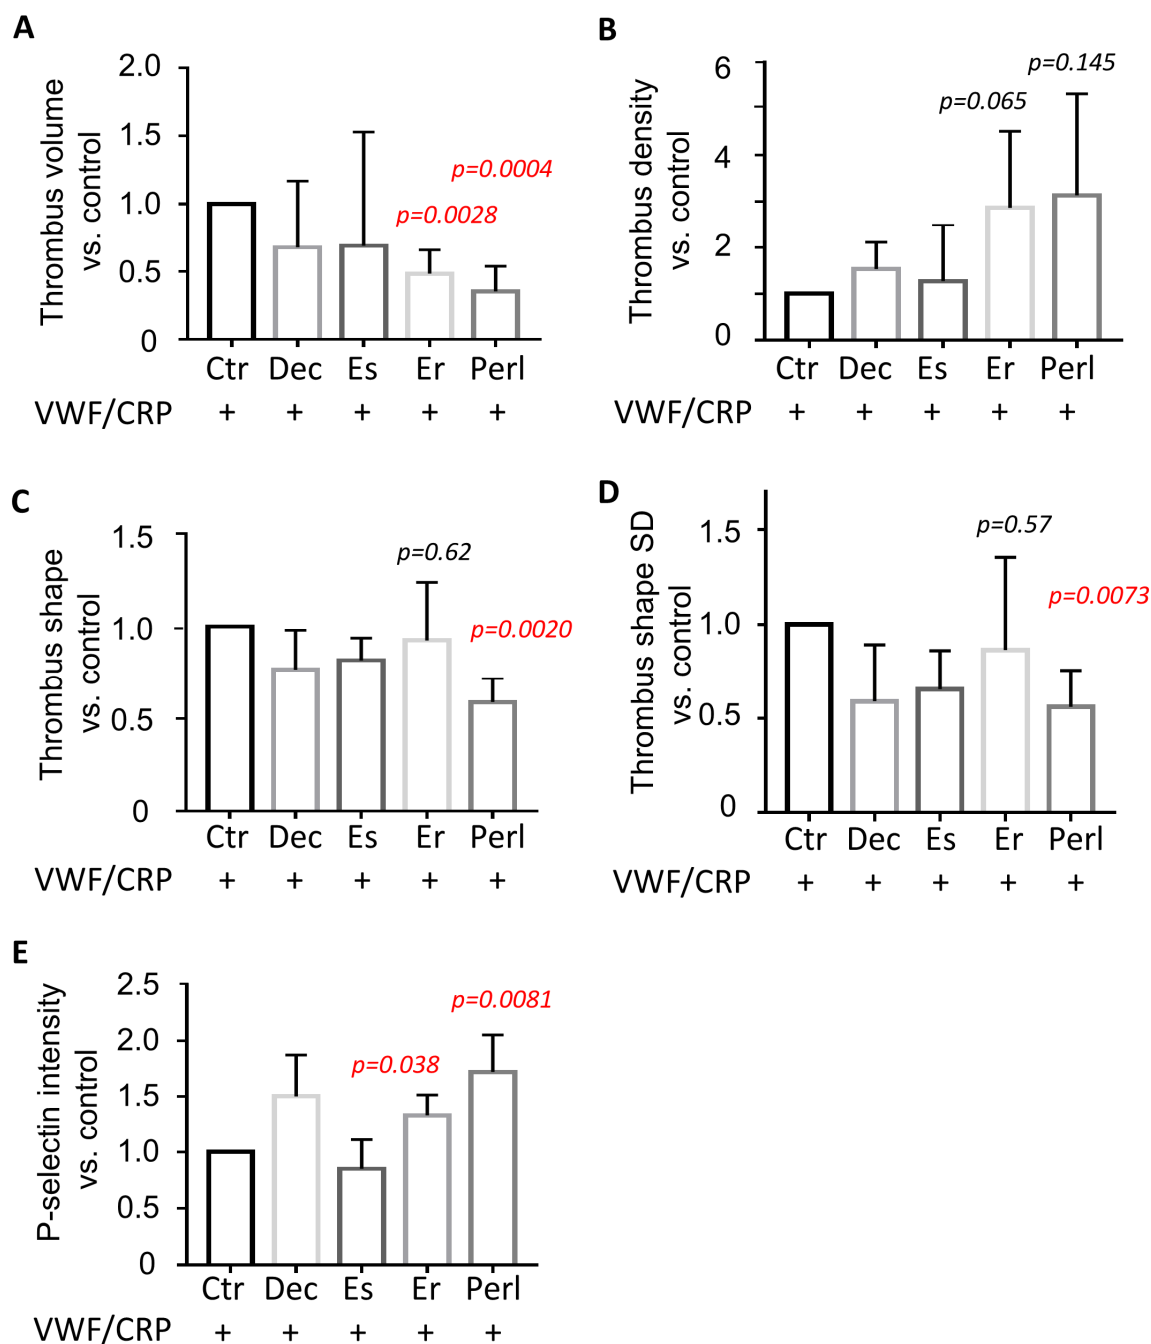 A
Thrombus volume
vs. control
2.0
1.5
1.0
0.5
0
p=0.0004
p=0.0028
Ctr Dec Es Er Perl
VWF/CRP + + + + +
B
Thrombus density
vs. control
6
4
2
0
p=0.145
p=0.065
Ctr Dec Es Er Perl
VWF/CRP + + + + +
C
Thrombus shape
vs. control
1.5
1.0
0.5
0
p=0.62
p=0.0020
Ctr Dec Es Er Perl
VWF/CRP + + + + +
D
Thrombus shape SD
vs. control
1.5
1.0
0.5
0
p=0.57
p=0.0073
Ctr Dec Es Er Perl
VWF/CRP + + + + +
E
P-selectin intensity
vs. control
2.5
2.0
1.5
1.0
0.5
0
p=0.0081
p=0.038
Ctr Dec Es Er Perl
VWF/CRP + + + + +